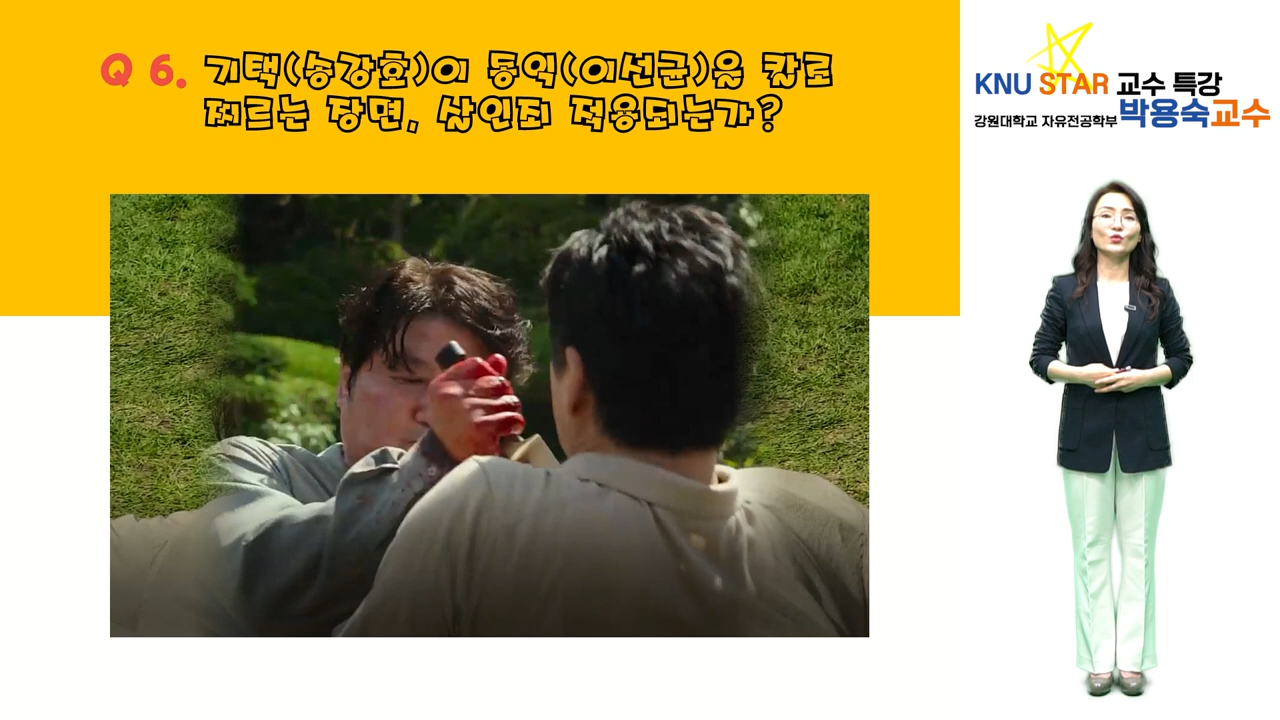 Q 6. 기택(송강호)이 동익(이선균)을 칼로
찌르는 장면, 살인죄 적용되는가?
KNU STAR 교수 특강
강원대학교 자유전공학부 박용숙교수